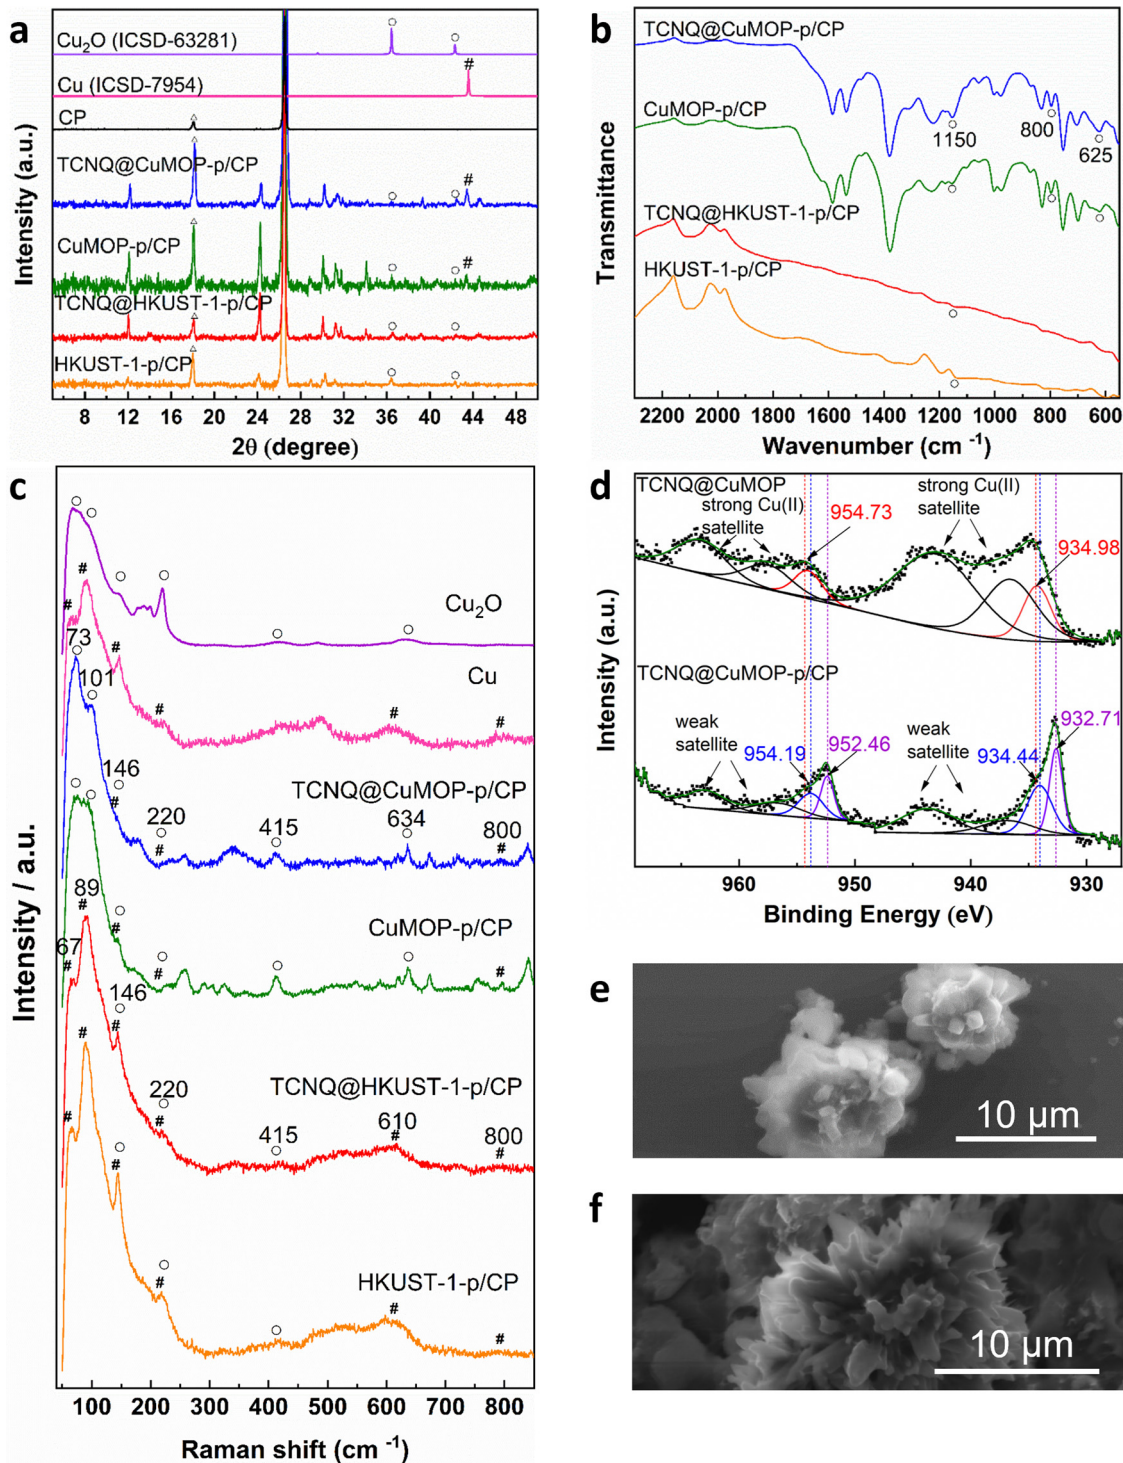 a
Cu2O (ICSD-63281)
#
Cu (ICSD-7954)
CP
TCNQ@CuMOP-p/CP
#
CuMOP-p/CP
#
TCNQ@HKUST-1-p/CP
HKUST-1-p/CP
Intensity (a.u.)
8 12 16 20 24 28 32 36 40 44 48
2θ (degree)
b
TCNQ@CuMOP-p/CP
CuMOP-p/CP
1150
800
625
TCNQ@HKUST-1-p/CP
HKUST-1-p/CP
Transmittance
2200 2000 1800 1600 1400 1200 1000 800 600
Wavenumber (cm -1)
c
#
Cu2O
#
73
#
Cu
#
#
#
101
146
TCNQ@CuMOP-p/CP
#
220
#
415
634
800
#
89
#
CuMOP-p/CP
#
#
#
67
#
146
#
TCNQ@HKUST-1-p/CP
#
220
#
415
610
#
800
#
#
#
#
HKUST-1-p/CP
#
#
Intensity / a.u.
100 200 300 400 500 600 700 800
Raman shift (cm -1)
d
TCNQ@CuMOP
strong Cu(II)
satellite
954.73
strong Cu(II)
satellite
934.98
TCNQ@CuMOP-p/CP
weak
satellite
954.19
952.46
weak
satellite
934.44
932.71
Intensity (a.u.)
960 950 940 930
Binding Energy (eV)
e
10 μm
f
10 μm